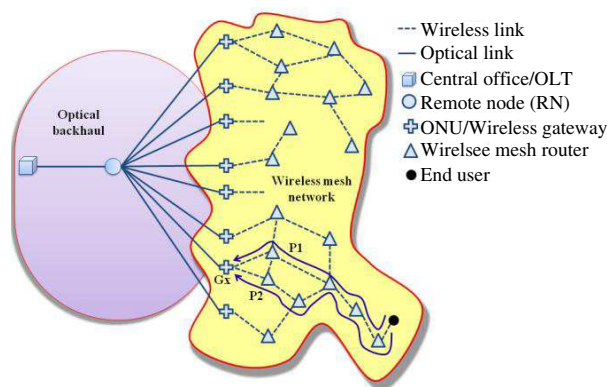 Optical
backhaul
Wireless mesh
network
P1
Gx
P2
Wireless link
Optical link
Central office/OLT
Remote node (RN)
ONU/Wireless gateway
Wirelsee mesh router
End user